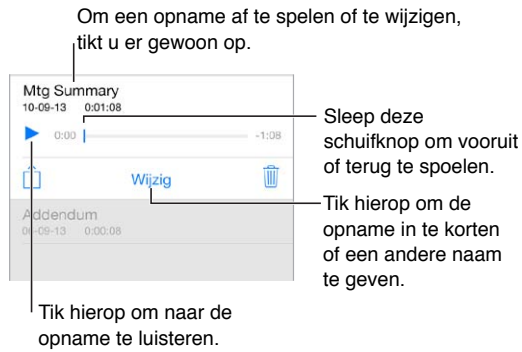 Om een opname af te spelen of te wijzigen,
tikt u er gewoon op.
Mtg Summary
10-09-13 0:01:08
0:00 -1:08
Wijzig
Addendum
06-09-13 0:00:08
Sleep deze
schuifknop om vooruit
of terug te spoelen.
Tik hierop om de
opname in te korten
of een andere naam
te geven.
Tik hierop om naar de
opname te luisteren.